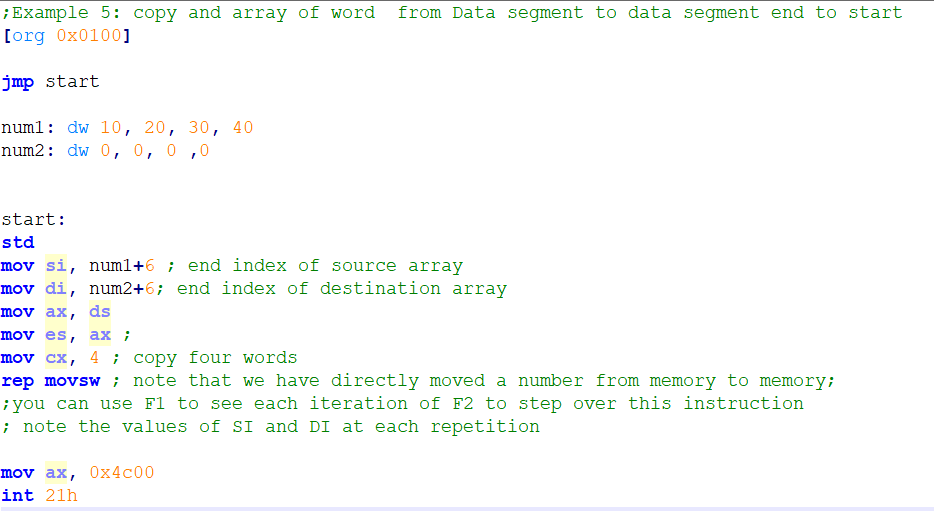 ;Example 5: copy and array of word  from Data segment to data segment end to start
[org 0x0100]
jmp start
num1: dw 10, 20, 30, 40
num2: dw 0, 0, 0 ,0
start:
std
mov si, num1+6 ; end index of source array
mov di, num2+6; end index of destination array
mov ax, ds
mov es, ax ;
mov cx, 4 ; copy four words
rep movsw ; note that we have directly moved a number from memory to memory;
;you can use F1 to see each iteration of F2 to step over this instruction
; note the values of SI and DI at each repetition
mov ax, 0x4c00
int 21h